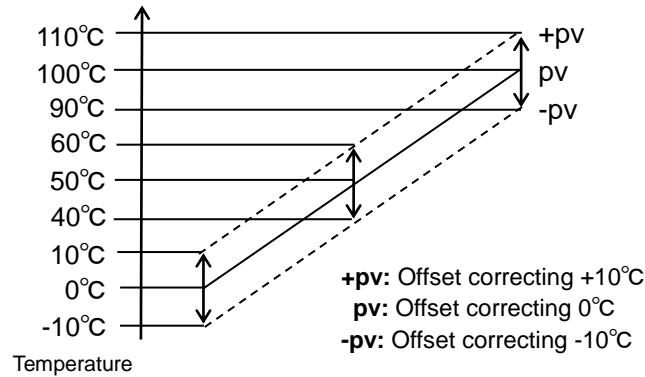 110°C
+pv
100°C
pv
90°C
-pv
60°C
50°C
40°C
10°C
+pv: Offset correcting +10°C
0°C
pv: Offset correcting 0°C
-10°C
-pv: Offset correcting -10°C
Temperature